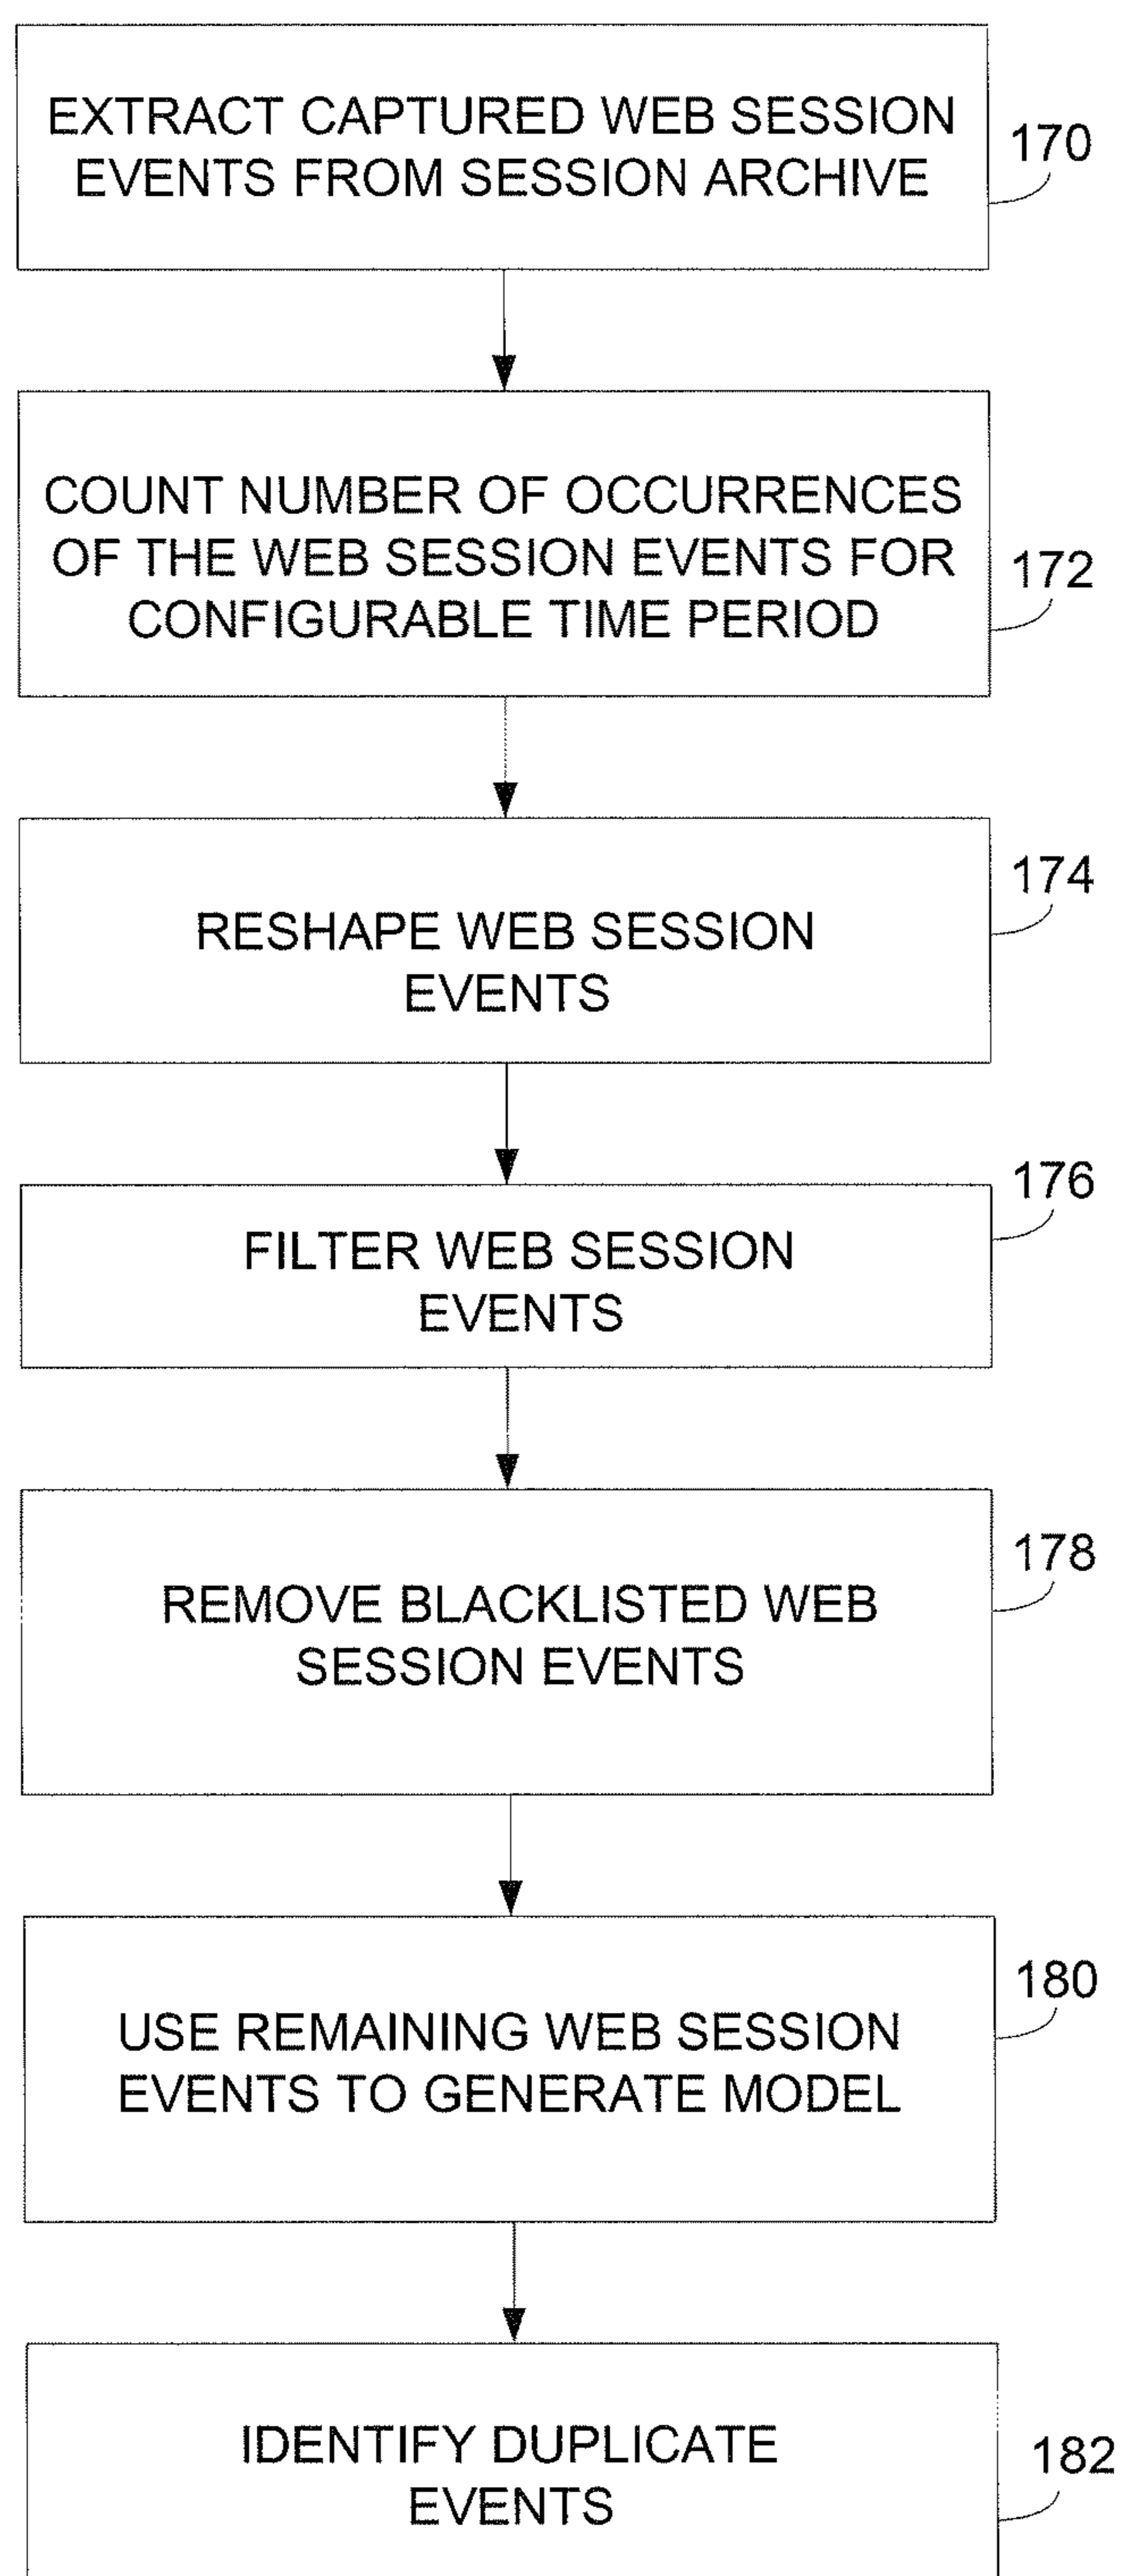 EXTRACT CAPTURED WEB SESSION
EVENTS FROM SESSION ARCHIVE
170
COUNT NUMBER OF OCCURRENCES
OF THE WEB SESSION EVENTS FOR
CONFIGURABLE TIME PERIOD
172
RESHAPE WEB SESSION
EVENTS
174
FILTER WEB SESSION
EVENTS
176
REMOVE BLACKLISTED WEB
SESSION EVENTS
178
USE REMAINING WEB SESSION
EVENTS TO GENERATE MODEL
180
IDENTIFY DUPLICATE
EVENTS
182